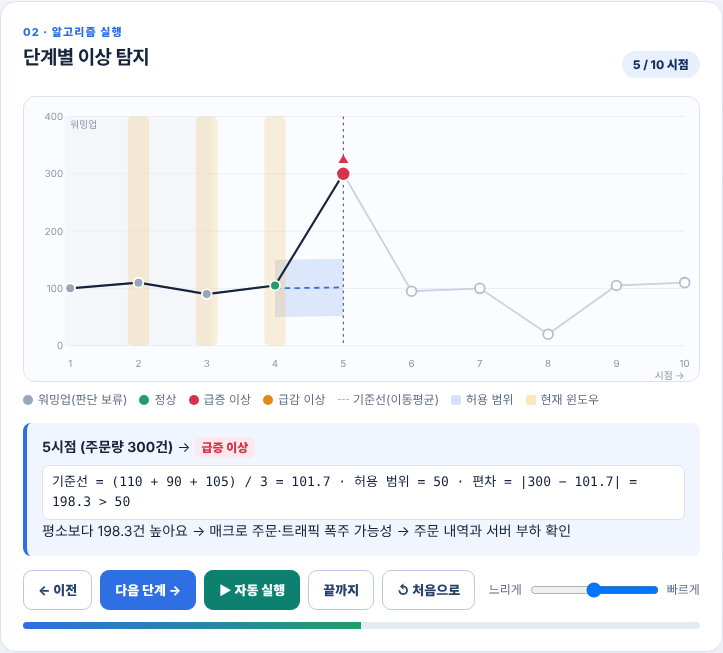 02 · 알고리즘 실행
단계별 이상 탐지
5 / 10 시점
400
워밍업
300
200
100
0
1 2 3 4 5 6 7 8 9 10
시점 →
워밍업(판단 보류) 정상 급증 이상 급감 이상 기준선(이동평균) 허용 범위 현재 윈도우
5시점 (주문량 300건) → 급증 이상
기준선 = (110 + 90 + 105) / 3 = 101.7 · 허용 범위 = 50 · 편차 = |300 − 101.7| =
198.3 > 50
평소보다 198.3건 높아요 → 매크로 주문·트래픽 폭주 가능성 → 주문 내역과 서버 부하 확인
← 이전 다음 단계 → ▶ 자동 실행 끝까지 ↺ 처음으로 느리게 빠르게